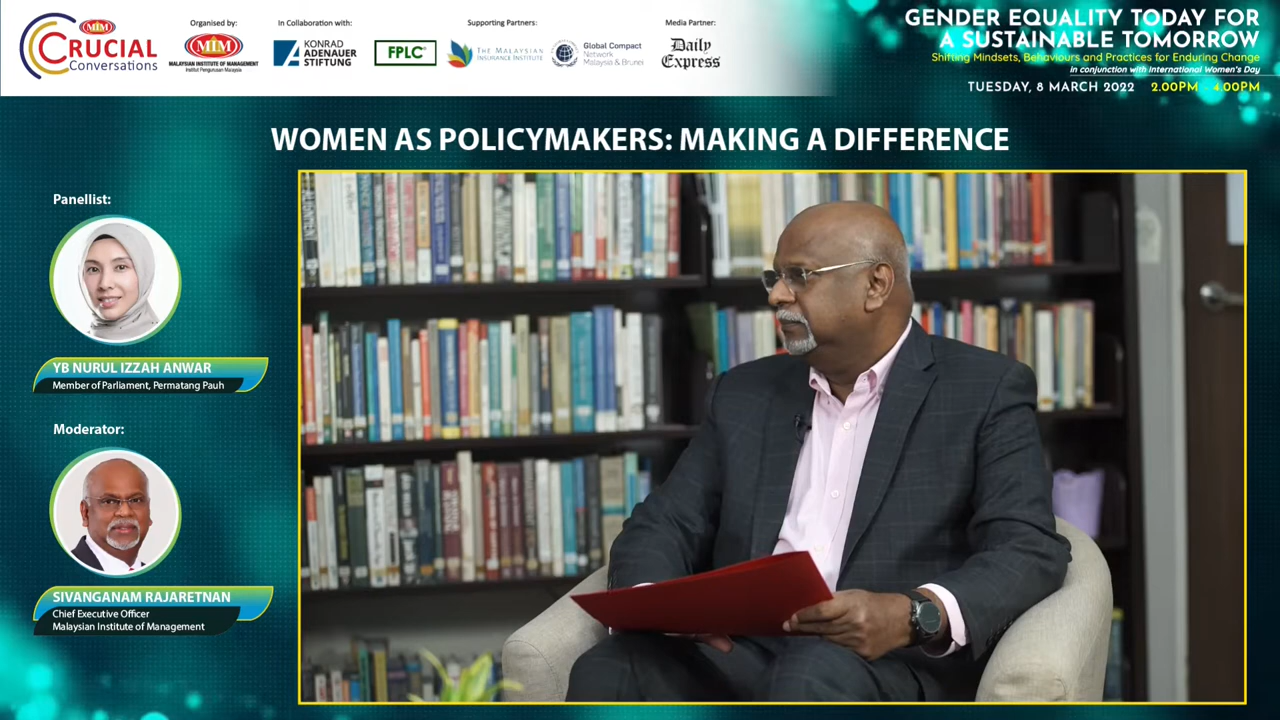 MIM
CRUCIAL
Conversations
Organised by:
MIM
MALAYSIAN INSTITUTE OF MANAGEMENT
Institut Pengurusan Malaysia
In Collaboration with:
KONRAD
ADENAUER
STIFTUNG
FPLC
Supporting Partners:
THE MALAYSIAN
INSURANCE INSTITUTE
Global Compact
Network
Malaysia & Brunei
Media Partner:
Daily
Express
GENDER EQUALITY TODAY FOR
A SUSTAINABLE TOMORROW
Shifting Mindsets, Behaviours and Practices for Enduring Change
In conjunction with International Women's Day
TUESDAY, 8 MARCH 2022 2.00PM - 4.00PM
WOMEN AS POLICYMAKERS: MAKING A DIFFERENCE
Panellist:
YB NURUL IZZAH ANWAR
Member of Parliament, Permatang Pauh
Moderator:
SIVANGANAM RAJARETNAN
Chief Executive Officer
Malaysian Institute of Management